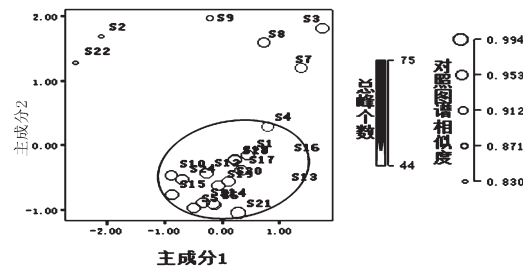 2.00
1.00
0.00
-1.00
主成分2
S2
S22
S9
S3
S8
S7
S4
S1
S16
S17
S13
S10
S15
S21
-2.00
-1.00
0.00
1.00
主成分1
75
44
总峰个数
对照图谱相似度
0.994
0.953
0.912
0.871
0.830